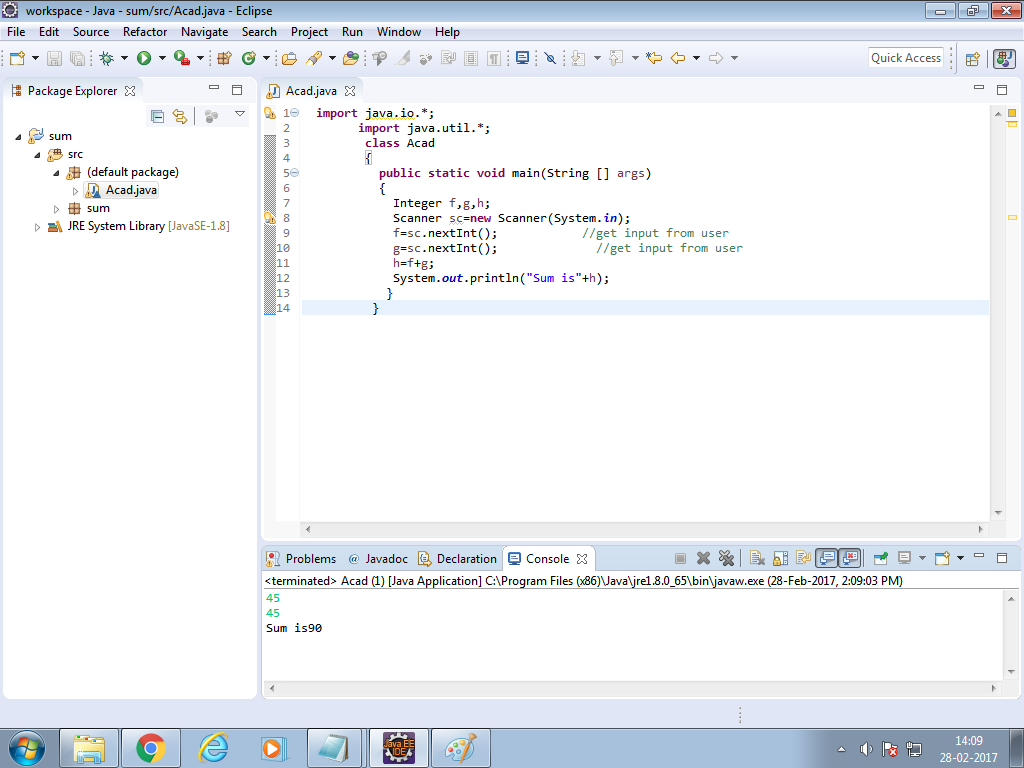 workspace - Java - sum/src/Acad.java - Eclipse
File Edit Source Refactor Navigate Search Project Run Window Help
Quick Access
Package Explorer
sum
src
(default package)
Acad.java
sum
JRE System Library [JavaSE-1.8]
Acad.java
1 import java.io.*;
2 import java.util.*;
3 class Acad
4 {
5 public static void main(String [] args)
6 {
7 Integer f,g,h;
8 Scanner sc=new Scanner(System.in);
9 f=sc.nextInt(); //get input from user
10 g=sc.nextInt(); //get input from user
11 h=f+g;
12 System.out.println("Sum is"+h);
13 }
14 }
Problems @ Javadoc Declaration Console
<terminated> Acad (1) [Java Application] C:\Program Files (x86)\Java\jre1.8.0_65\bin\javaw.exe (28-Feb-2017, 2:09:03 PM)
45
45
Sum is90
Java EE
IDE
14:09
28-02-2017